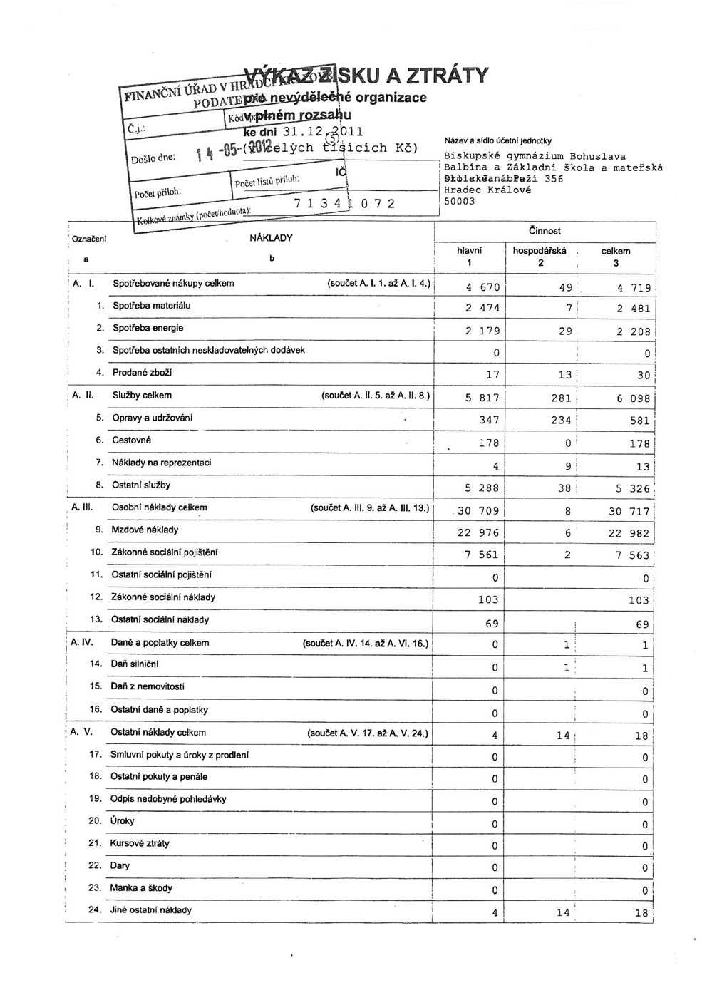 VÝKAZ ZISKU A ZTRÁTY
pro nevýdělečné organizace
v plném rozsahu
ke dni 31.12.2011
(v celých tisících Kč)
IČ
7 1 3 4 1 0 7 2
FINANČNÍ ÚŘAD V HRADCI KRÁLOVÉ
PODATELNA
Č.j.:
Došlo dne: 14-05-2012
5
Počet příloh:
Počet listů příloh:
Kolkové známky (počet/hodnota):
Název a sídlo účetní jednotky
Biskupské gymnázium Bohuslava
Balbína a Základní škola a mateřská
356
Hradec Králové
50003
Označení NÁKLADY Činnost
a b hlavní hospodářská celkem
1 2 3
A. I. Spotřebované nákupy celkem (součet A. I. 1. až A. I. 4.) 4 670 49 4 719
1. Spotřeba materiálu 2 474 7 2 481
2. Spotřeba energie 2 179 29 2 208
3. Spotřeba ostatních neskladovatelných dodávek 0 0
4. Prodané zboží 17 13 30
A. II. Služby celkem (součet A. II. 5. až A. II. 8.) 5 817 281 6 098
5. Opravy a udržování 347 234 581
6. Cestovné 178 0 178
7. Náklady na reprezentaci 4 9 13
8. Ostatní služby 5 288 38 5 326
A. III. Osobní náklady celkem (součet A. III. 9. až A. III. 13.) 30 709 8 30 717
9. Mzdové náklady 22 976 6 22 982
10. Zákonné sociální pojištění 7 561 2 7 563
11. Ostatní sociální pojištění 0 0
12. Zákonné sociální náklady 103 103
13. Ostatní sociální náklady 69 69
A. IV. Daně a poplatky celkem (součet A. IV. 14. až A. VI. 16.) 0 1 1
14. Daň silniční 0 1 1
15. Daň z nemovitosti 0 0
16. Ostatní daně a poplatky 0 0
A. V. Ostatní náklady celkem (součet A. V. 17. až A. V. 24.) 4 14 18
17. Smluvní pokuty a úroky z prodlení 0 0
18. Ostatní pokuty a penále 0 0
19. Odpis nedobyné pohledávky 0 0
20. Úroky 0 0
21. Kursové ztráty 0 0
22. Dary 0 0
23. Manka a škody 0 0
24. Jiné ostatní náklady 4 14 18